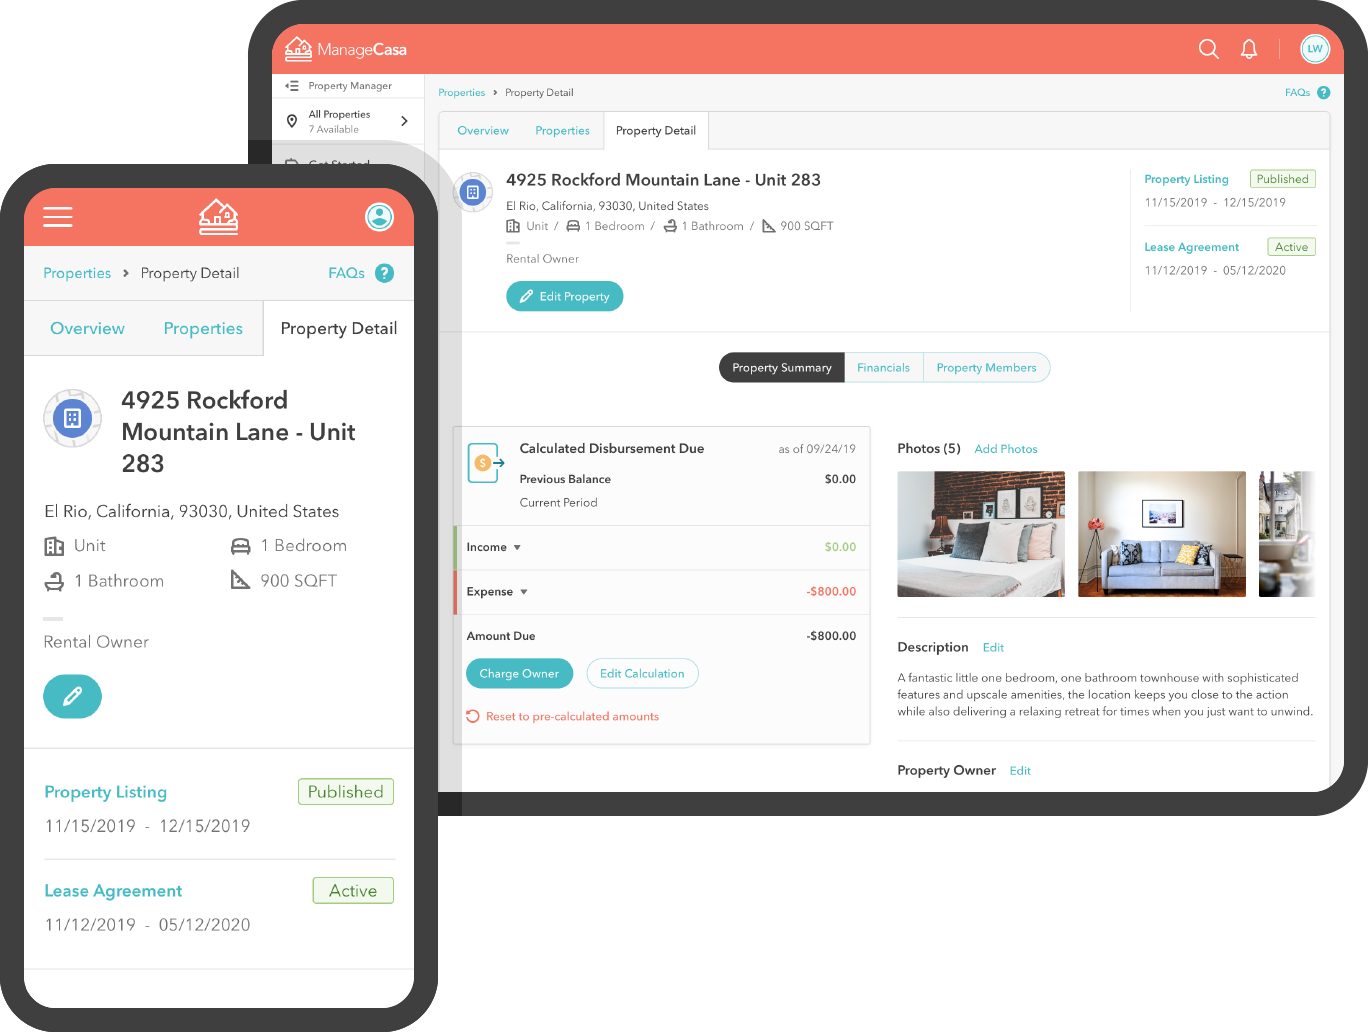 ManageCasa
LW
Property Manager
Properties > Property Detail
FAQs ?
All Properties
7 Available
Overview
Properties
Property Detail
Get Started
4925 Rockford Mountain Lane - Unit 283
El Rio, California, 93030, United States
Unit / 1 Bedroom / 1 Bathroom / 900 SQFT
Rental Owner
Edit Property
Property Listing
Published
11/15/2019 - 12/15/2019
Lease Agreement
Active
11/12/2019 - 05/12/2020
Property Summary
Financials
Property Members
Calculated Disbursement Due
as of 09/24/19
Previous Balance
$0.00
Current Period
Income
$0.00
Expense
-$800.00
Amount Due
-$800.00
Charge Owner
Edit Calculation
Reset to pre-calculated amounts
Photos (5)
Add Photos
Description
Edit
A fantastic little one bedroom, one bathroom townhouse with sophisticated
features and upscale amenities, the location keeps you close to the action
while also delivering a relaxing retreat for times when you just want to unwind.
Property Owner
Edit
Properties > Property Detail
FAQs ?
Overview
Properties
Property Detail
4925 Rockford
Mountain Lane - Unit
283
El Rio, California, 93030, United States
Unit
1 Bedroom
1 Bathroom
900 SQFT
Rental Owner
Property Listing
Published
11/15/2019 - 12/15/2019
Lease Agreement
Active
11/12/2019 - 05/12/2020